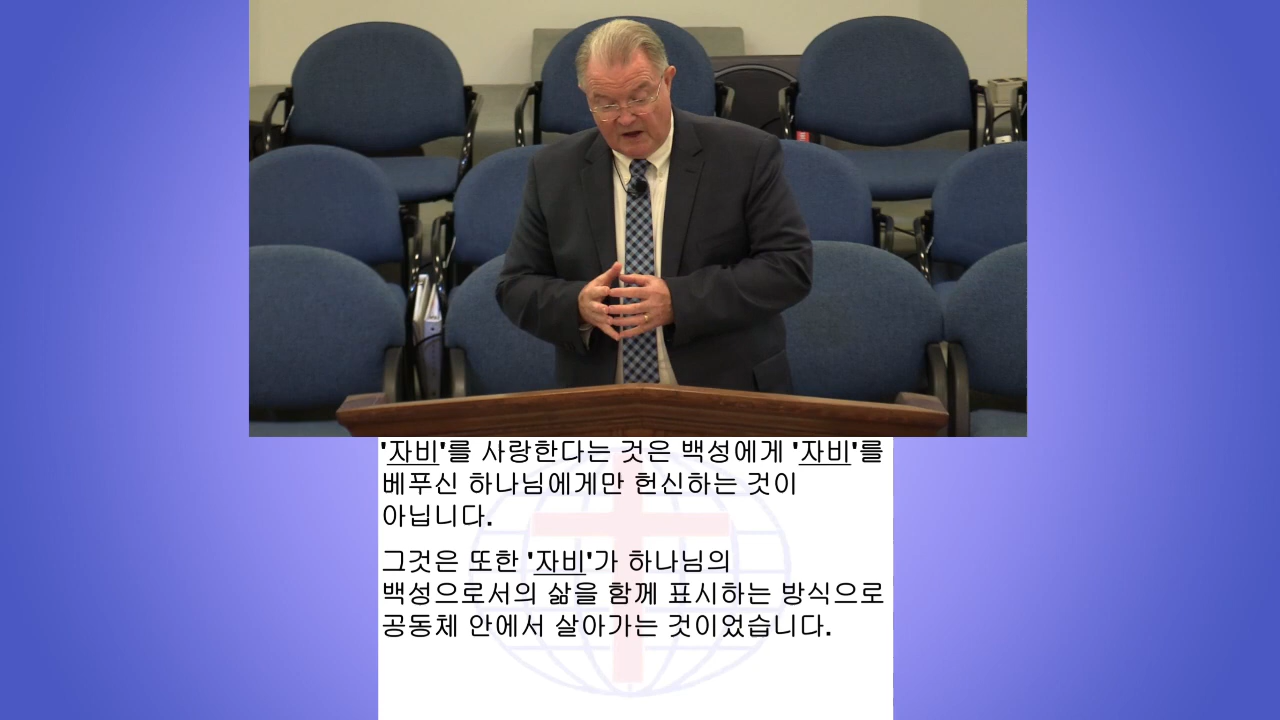 '자비'를 사랑한다는 것은 백성에게 '자비'를
베푸신 하나님에게만 헌신하는 것이
아닙니다.
그것은 또한 '자비'가 하나님의
백성으로서의 삶을 함께 표시하는 방식으로
공동체 안에서 살아가는 것이었습니다.